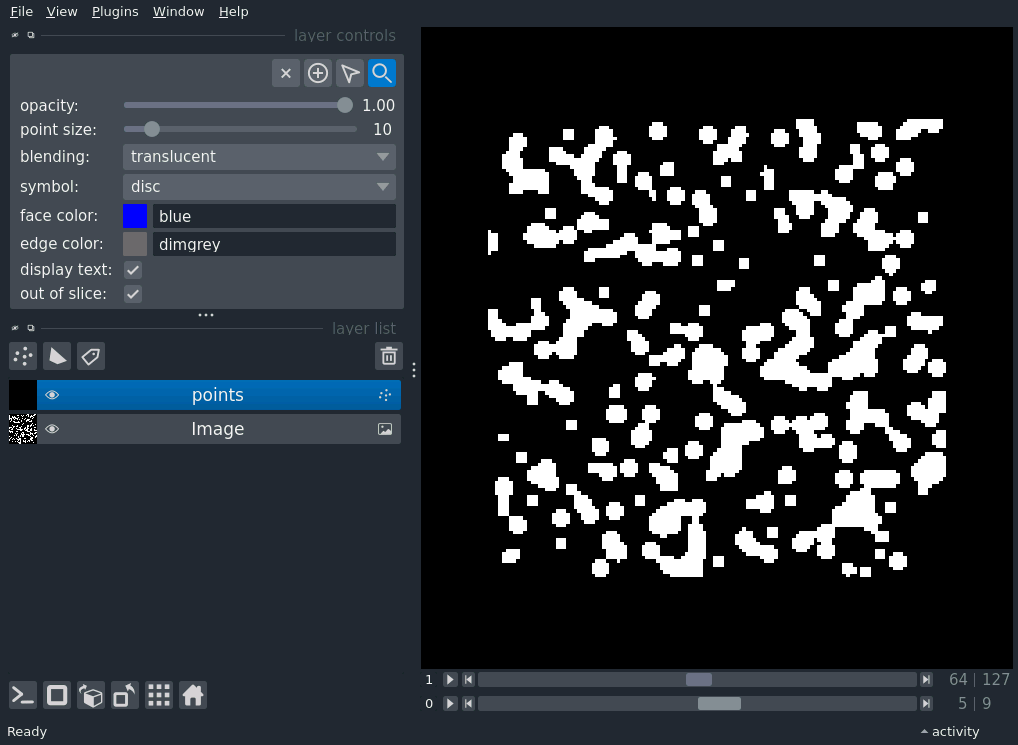 File View Plugins Window Help
layer controls
opacity: 1.00
point size: 10
blending: translucent
symbol: disc
face color: blue
edge color: dimgrey
display text:
out of slice:
layer list
points
Image
1 64 | 127
0 5 | 9
Ready activity